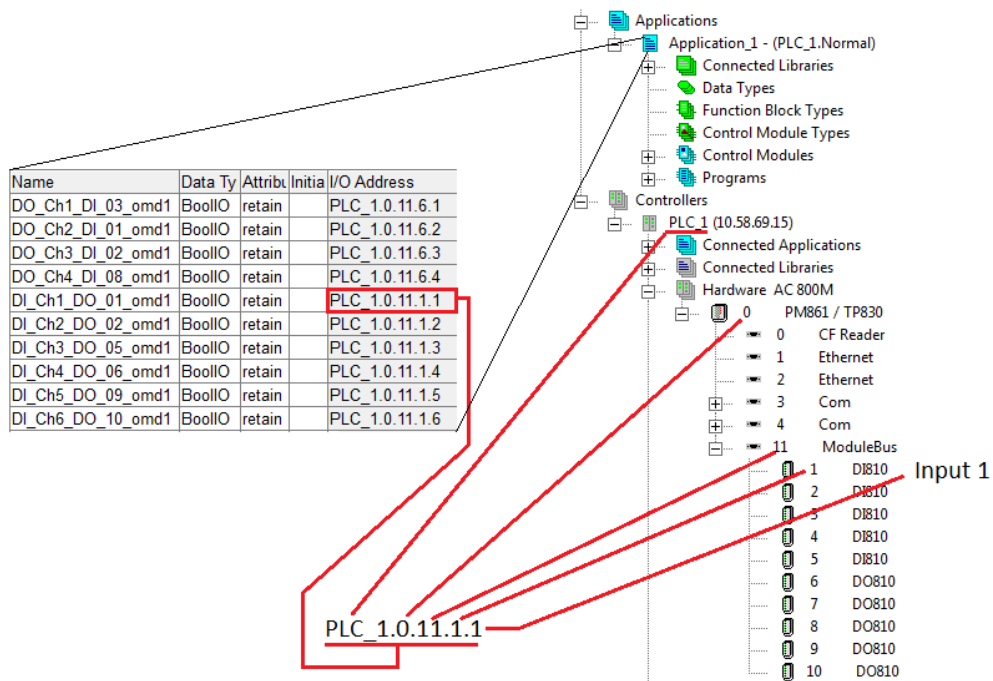 Applications
Application_1 - (PLC_1.Normal)
Connected Libraries
Data Types
Function Block Types
Control Module Types
Control Modules
Programs
Controllers
PLC_1 (10.58.69.15)
Connected Applications
Connected Libraries
Hardware AC 800M
0 PM861 / TP830
0 CF Reader
1 Ethernet
2 Ethernet
3 Com
4 Com
11 ModuleBus
1 DI810
2 DI810
3 DI810
4 DI810
5 DI810
6 DO810
7 DO810
8 DO810
9 DO810
10 DO810
Name Data Ty Attribu Initia I/O Address
DO_Ch1_DI_03_omd1 BoolIO retain PLC_1.0.11.6.1
DO_Ch2_DI_01_omd1 BoolIO retain PLC_1.0.11.6.2
DO_Ch3_DI_02_omd1 BoolIO retain PLC_1.0.11.6.3
DO_Ch4_DI_08_omd1 BoolIO retain PLC_1.0.11.6.4
DI_Ch1_DO_01_omd1 BoolIO retain PLC_1.0.11.1.1
DI_Ch2_DO_02_omd1 BoolIO retain PLC_1.0.11.1.2
DI_Ch3_DO_05_omd1 BoolIO retain PLC_1.0.11.1.3
DI_Ch4_DO_06_omd1 BoolIO retain PLC_1.0.11.1.4
DI_Ch5_DO_09_omd1 BoolIO retain PLC_1.0.11.1.5
DI_Ch6_DO_10_omd1 BoolIO retain PLC_1.0.11.1.6
Input 1
PLC_1.0.11.1.1